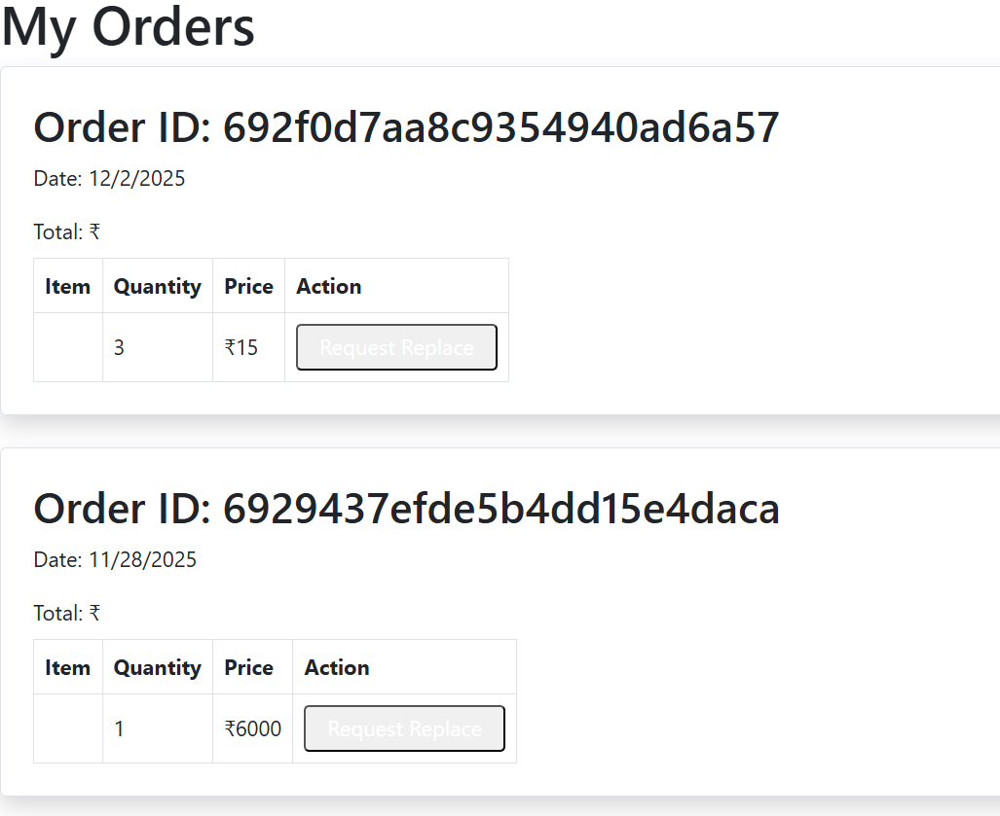 My Orders
Order ID: 692f0d7aa8c9354940ad6a57
Date: 12/2/2025
Total: ₹
Item Quantity Price Action
3 ₹15 Request Replace
Order ID: 6929437efde5b4dd15e4daca
Date: 11/28/2025
Total: ₹
Item Quantity Price Action
1 ₹6000 Request Replace